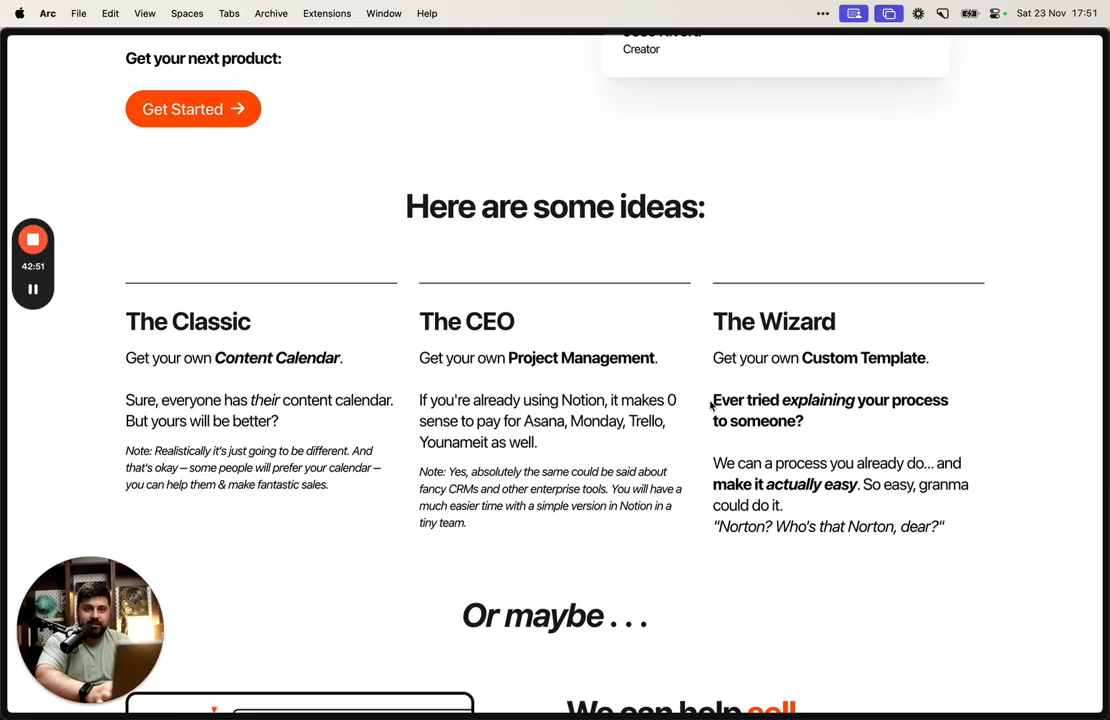 Arc File Edit View Spaces Tabs Archive Extensions Window Help Sat 23 Nov 17:51
Get your next product:
Creator
Get Started →
Here are some ideas:
42:51
The Classic
Get your own Content Calendar.
Sure, everyone has their content calendar.
But yours will be better?
Note: Realistically it's just going to be different. And
that's okay – some people will prefer your calendar –
you can help them & make fantastic sales.
The CEO
Get your own Project Management.
If you're already using Notion, it makes 0
sense to pay for Asana, Monday, Trello,
Younameit as well.
Note: Yes, absolutely the same could be said about
fancy CRMs and other enterprise tools. You will have a
much easier time with a simple version in Notion in a
tiny team.
The Wizard
Get your own Custom Template.
Ever tried explaining your process
to someone?
We can a process you already do... and
make it actually easy. So easy, granma
could do it.
"Norton? Who's that Norton, dear?"
Or maybe . . .
We can help sell